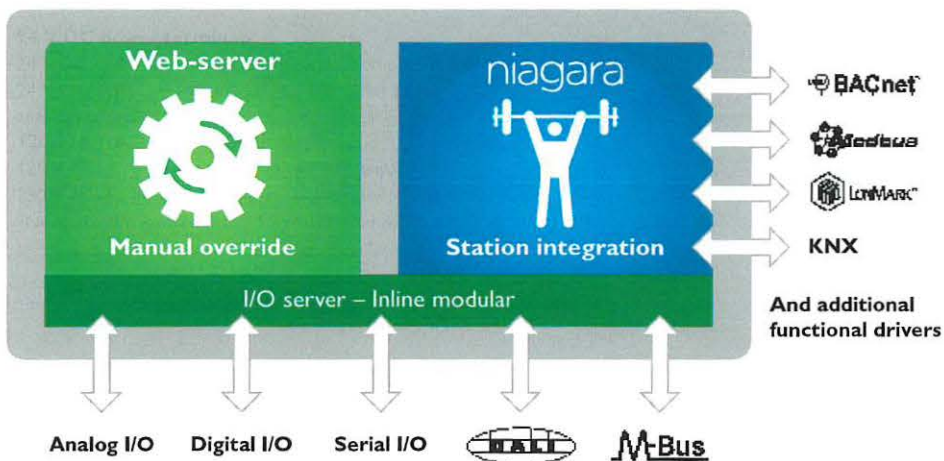 Web-server
Manual override
niagara
Station integration
I/O server – Inline modular
BACnet
Modbus
LONMARK
KNX
And additional
functional drivers
Analog I/O
Digital I/O
Serial I/O
DALI
M-Bus